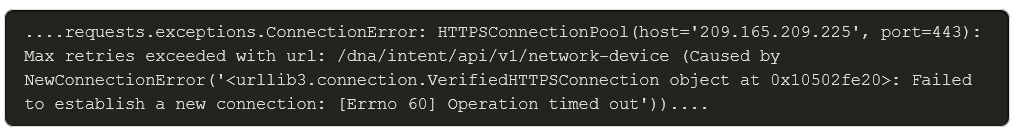 ....requests.exceptions.ConnectionError: HTTPSConnectionPool(host='209.165.209.225', port=443):
Max retries exceeded with url: /dna/intent/api/v1/network-device (Caused by
NewConnectionError('<urllib3.connection.VerifiedHTTPSConnection object at 0x10502fe20>: Failed
to establish a new connection: [Errno 60] Operation timed out'))....